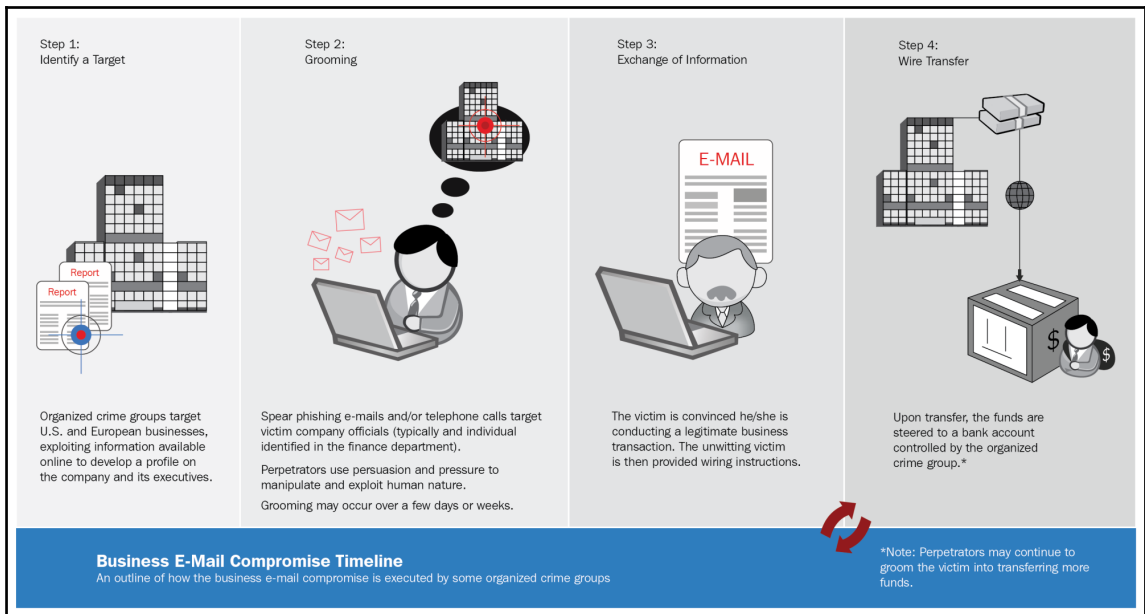 Step 1:
Identify a Target
Report
Report
Organized crime groups target
U.S. and European businesses,
exploiting information available
online to develop a profile on
the company and its executives.
Step 2:
Grooming
Spear phishing e-mails and/or telephone calls target
victim company officials (typically and individual
identified in the finance department).
Perpetrators use persuasion and pressure to
manipulate and exploit human nature.
Grooming may occur over a few days or weeks.
Step 3:
Exchange of Information
E-MAIL
The victim is convinced he/she is
conducting a legitimate business
transaction. The unwitting victim
is then provided wiring instructions.
Step 4:
Wire Transfer
$
$
Upon transfer, the funds are
steered to a bank account
controlled by the organized
crime group.*
Business E-Mail Compromise Timeline
An outline of how the business e-mail compromise is executed by some organized crime groups
*Note: Perpetrators may continue to
groom the victim into transferring more
funds.